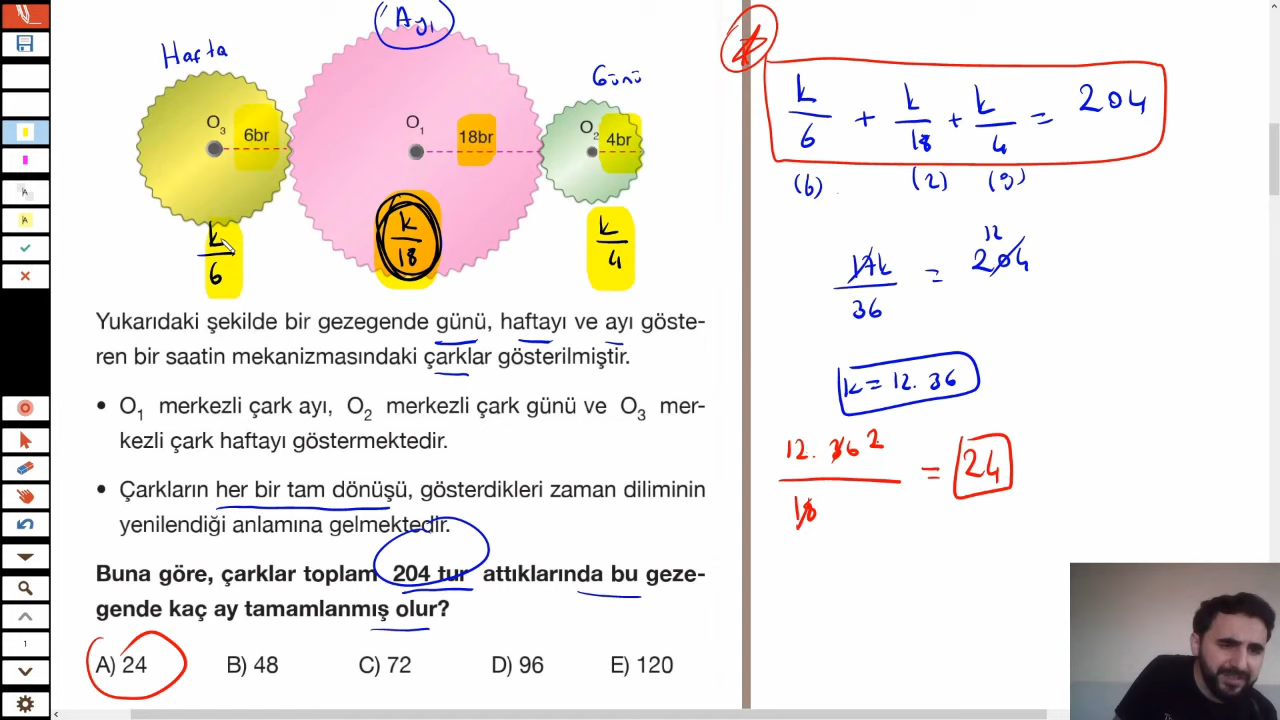 Hafta
Ayı
Günü
O3
6br
O1
18br
O2
4br
k/6
k/18
k/4
Yukarıdaki şekilde bir gezegende günü, haftayı ve ayı göste-
ren bir saatin mekanizmasındaki çarklar gösterilmiştir.
• O1 merkezli çark ayı, O2 merkezli çark günü ve O3 mer-
kezli çark haftayı göstermektedir.
• Çarkların her bir tam dönüşü, gösterdikleri zaman diliminin
yenilendiği anlamına gelmektedir.
Buna göre, çarklar toplam 204 tur attıklarında bu geze-
gende kaç ay tamamlanmış olur?
A) 24 B) 48 C) 72 D) 96 E) 120
k/6 + k/18 + k/4 = 204
(6) (2) (9)
12
17k/36 = 204
k = 12.36
12.36 2/18 = 24
1